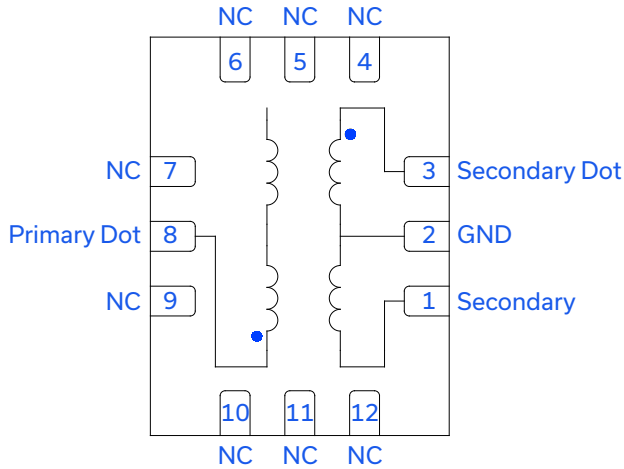 NC NC NC
6 5 4
NC 7 3 Secondary Dot
Primary Dot 8 2 GND
NC 9 1 Secondary
10 11 12
NC NC NC